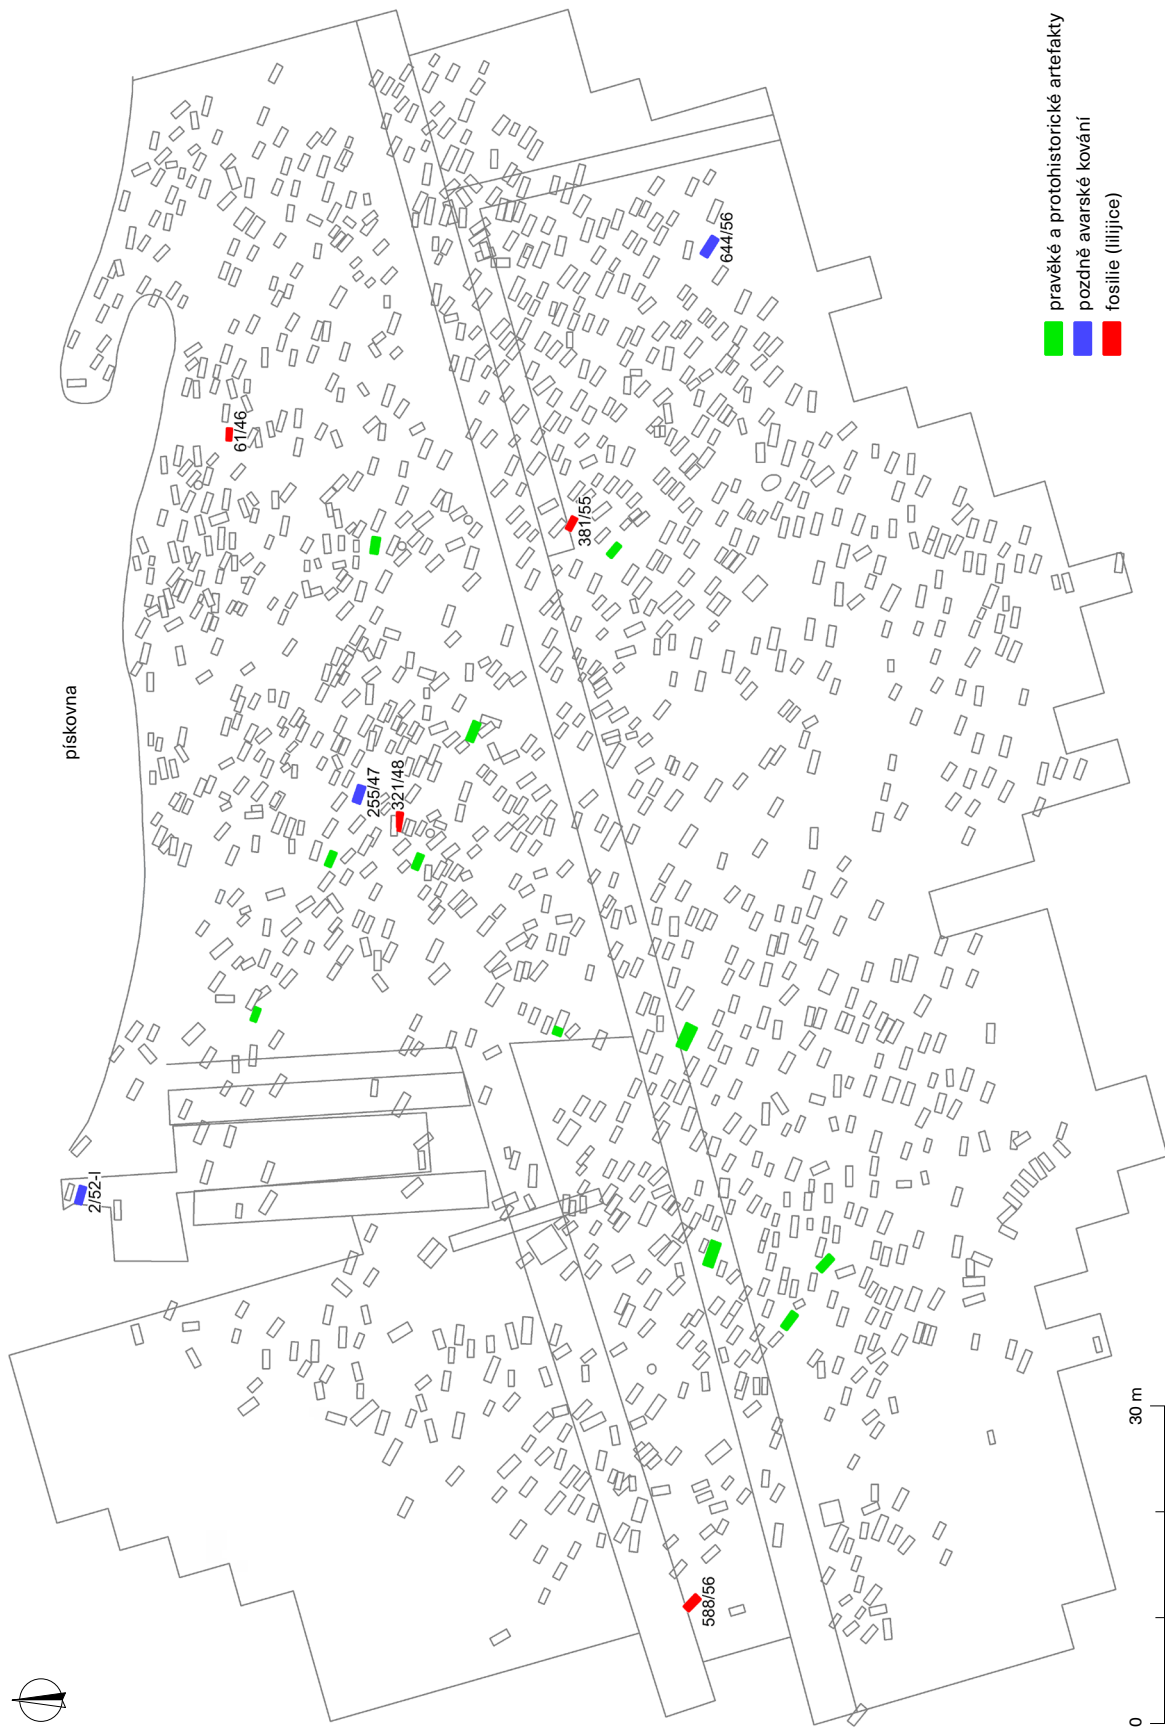 pískovna
2/52-I
255/47
321/48
61/46
381/55
644/56
588/56
pravěké a protohistorické artefakty
pozdně avarské kování
fosilie (lilijice)
0
30 m